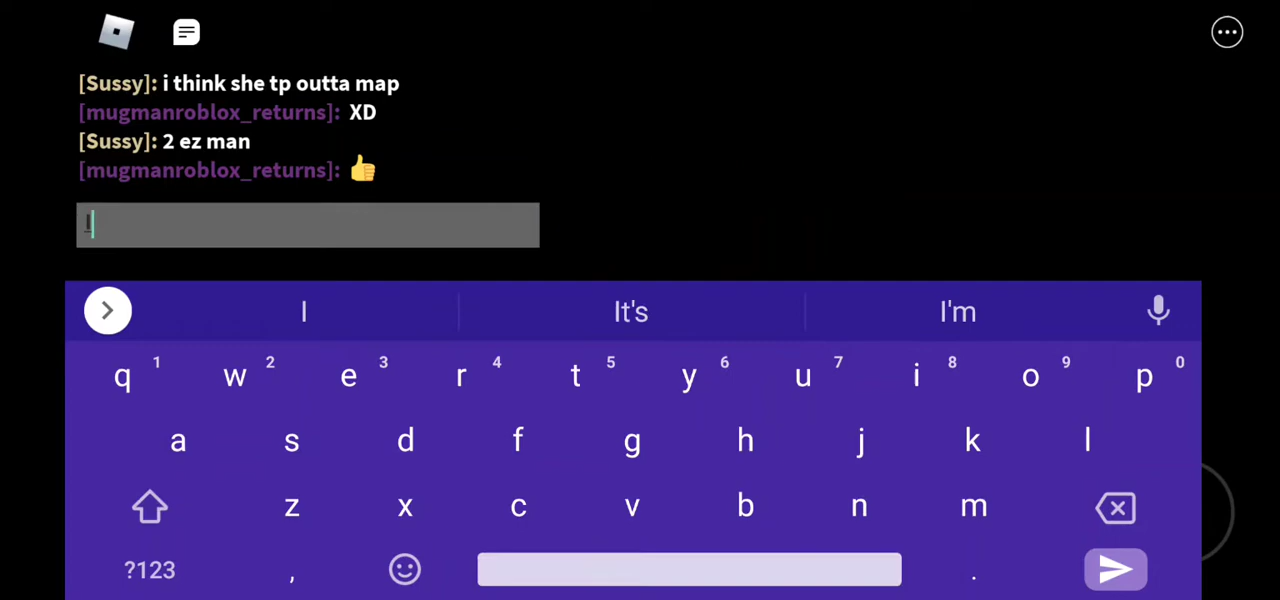 [Sussy]: i think she tp outta map
[mugmanroblox_returns]: XD
[Sussy]: 2 ez man
[mugmanroblox_returns]: 👍
I
I It's I'm
q 1 w 2 e 3 r 4 t 5 y 6 u 7 i 8 o 9 p 0
a s d f g h j k l
z x c v b n m
?123 , .